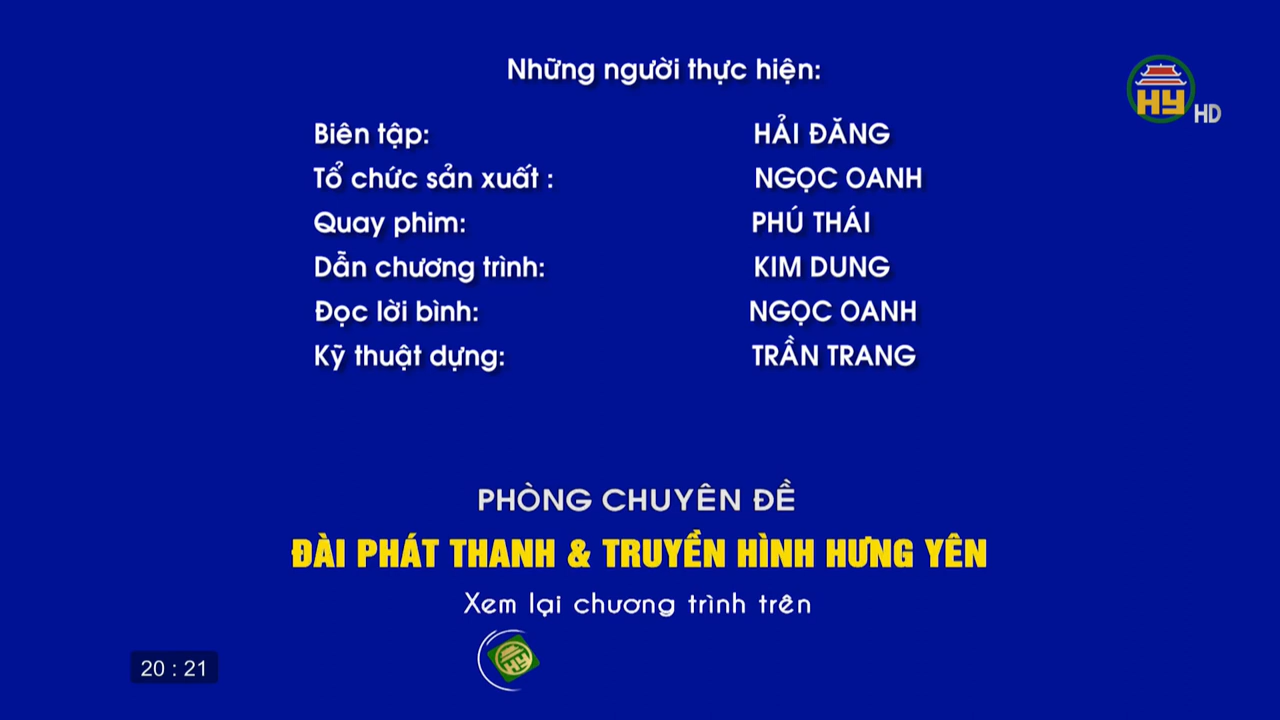 Những người thực hiện:
HY HD
Biên tập: HẢI ĐĂNG
Tổ chức sản xuất : NGỌC OANH
Quay phim: PHÚ THÁI
Dẫn chương trình: KIM DUNG
Đọc lời bình: NGỌC OANH
Kỹ thuật dựng: TRẦN TRANG
PHÒNG CHUYÊN ĐỀ
ĐÀI PHÁT THANH & TRUYỀN HÌNH HƯNG YÊN
Xem lại chương trình trên
HY
20 : 21